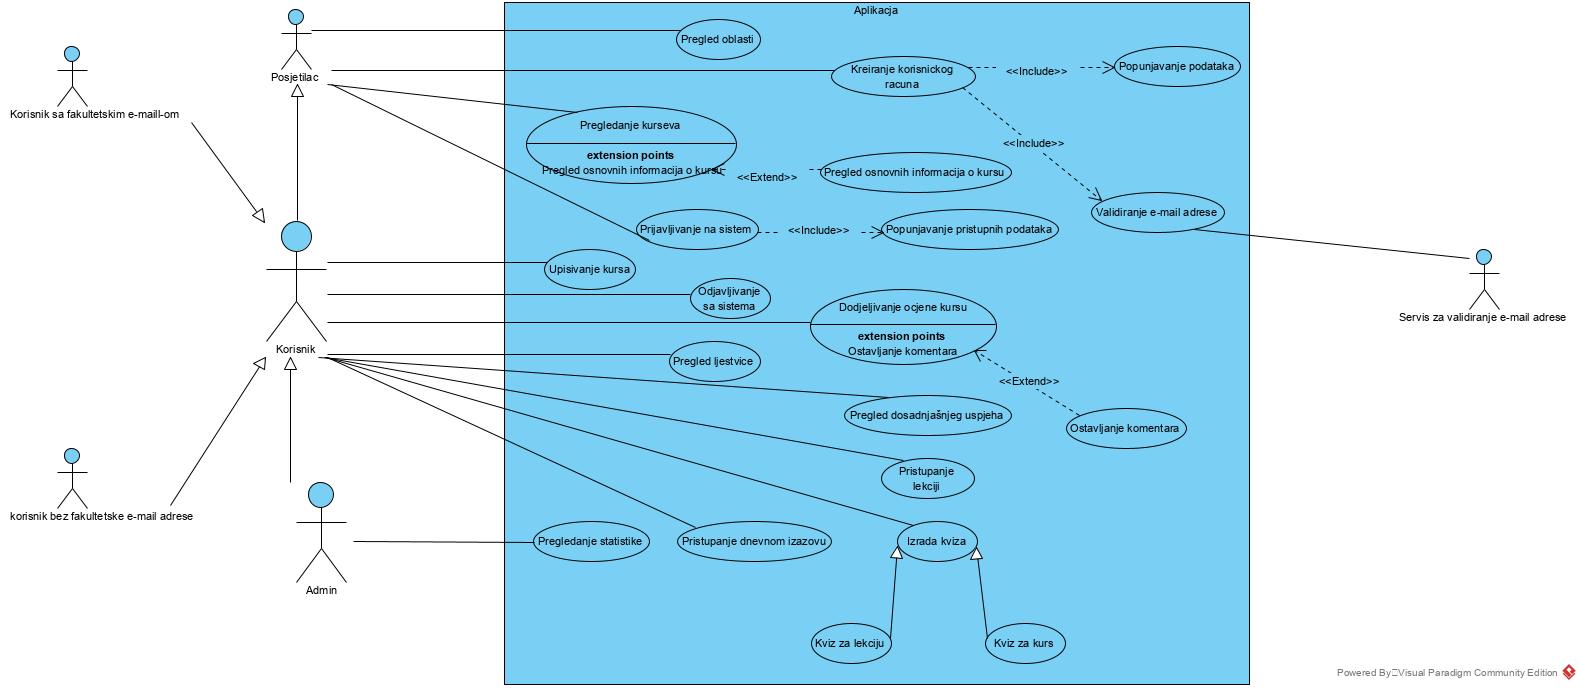 Aplikacja
Pregled oblasti
Posjetilac
Kreiranje korisnickog
racuna
<<Include>>
Popunjavanje podataka
Korisnik sa fakultetskim e-maill-om
Pregledanje kurseva
extension points
Pregled osnovnih informacija o kursu
<<Extend>>
Pregled osnovnih informacija o kursu
<<Include>>
Validiranje e-mail adrese
Prijavljivanje na sistem
<<Include>>
Popunjavanje pristupnih podataka
Upisivanje kursa
Odjavljivanje
sa sistema
Dodjeljivanje ocjene kursu
extension points
Ostavljanje komentara
Servis za validiranje e-mail adrese
Korisnik
Pregled ljestvice
<<Extend>>
Pregled dosadnjašnjeg uspjeha
Ostavljanje komentara
Pristupanje
lekciji
korisnik bez fakultetske e-mail adrese
Pregledanje statistike
Pristupanje dnevnom izazovu
Izrada kviza
Admin
Kviz za lekciju
Kviz za kurs
Powered By Visual Paradigm Community Edition